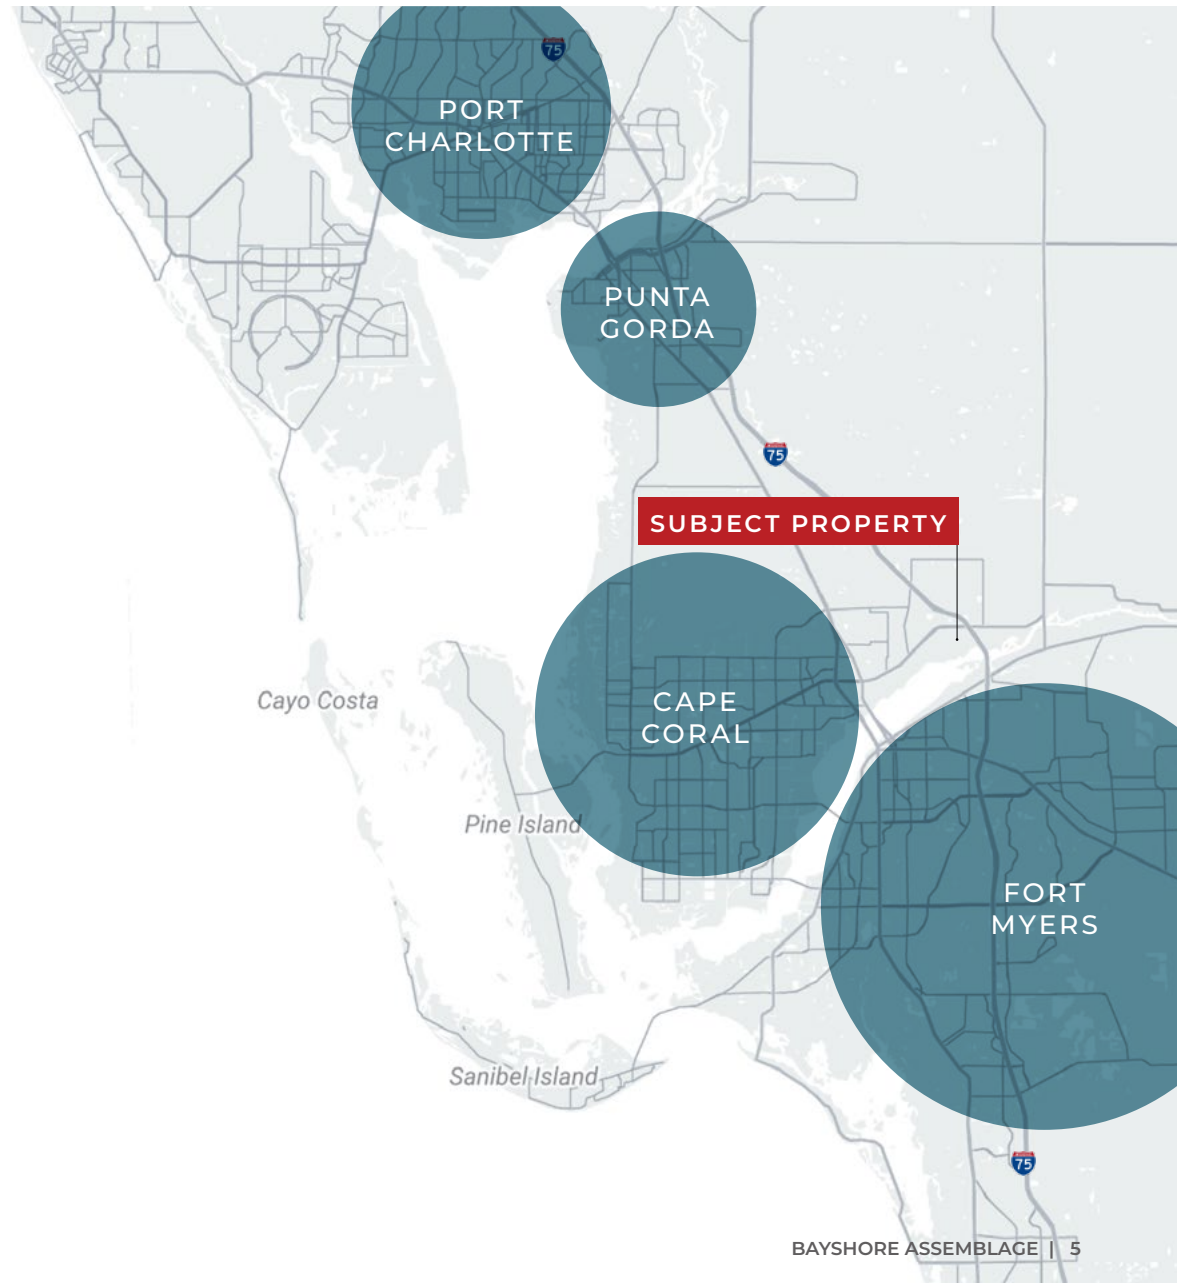 75
PORT
CHARLOTTE
PUNTA
GORDA
75
SUBJECT PROPERTY
Cayo Costa
CAPE
CORAL
Pine Island
FORT
MYERS
Sanibel Island
75
BAYSHORE ASSEMBLAGE | 5